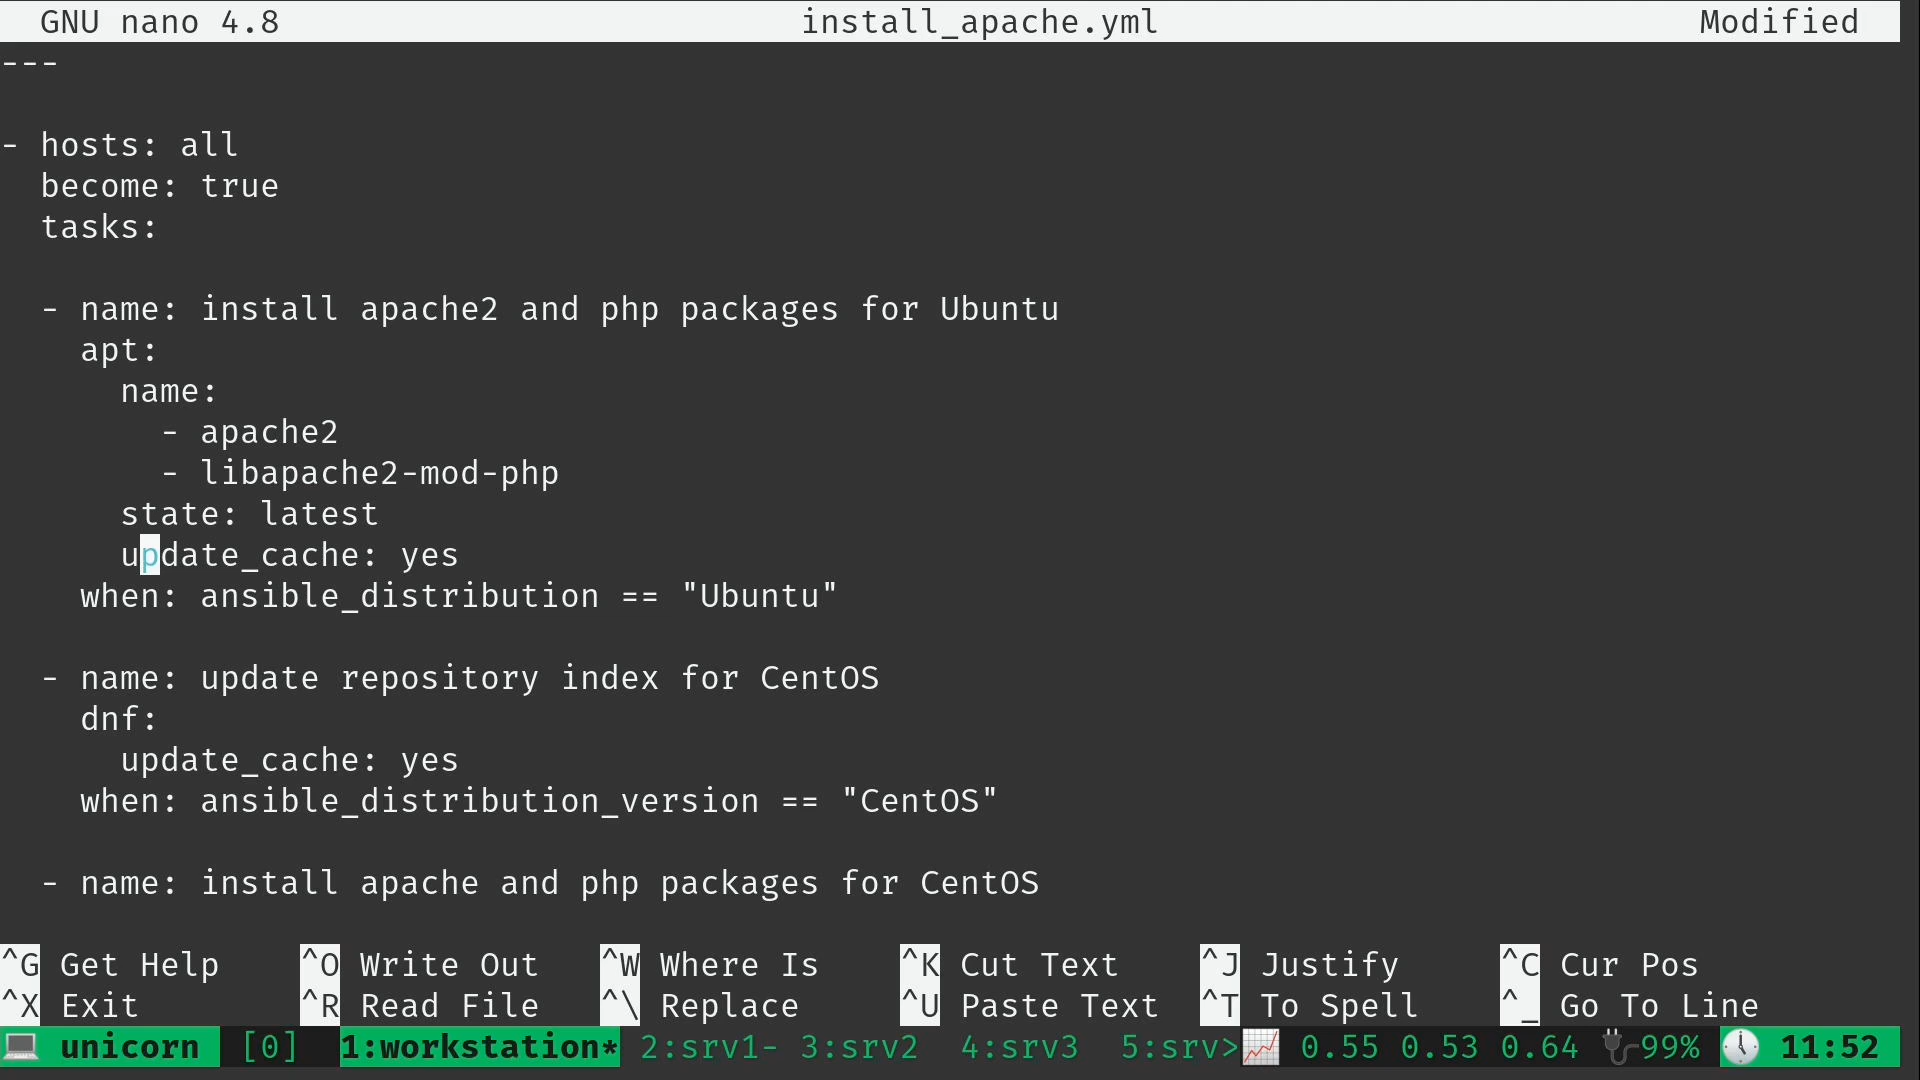 GNU nano 4.8 install_apache.yml Modified
---
- hosts: all
  become: true
  tasks:
  - name: install apache2 and php packages for Ubuntu
    apt:
      name:
        - apache2
        - libapache2-mod-php
      state: latest
      update_cache: yes
    when: ansible_distribution == "Ubuntu"
  - name: update repository index for CentOS
    dnf:
      update_cache: yes
    when: ansible_distribution_version == "CentOS"
  - name: install apache and php packages for CentOS
^G Get Help ^O Write Out ^W Where Is ^K Cut Text ^J Justify ^C Cur Pos
^X Exit ^R Read File ^\ Replace ^U Paste Text ^T To Spell ^_ Go To Line
unicorn [0] 1:workstation* 2:srv1- 3:srv2 4:srv3 5:srv> 0.55 0.53 0.64 99% 11:52